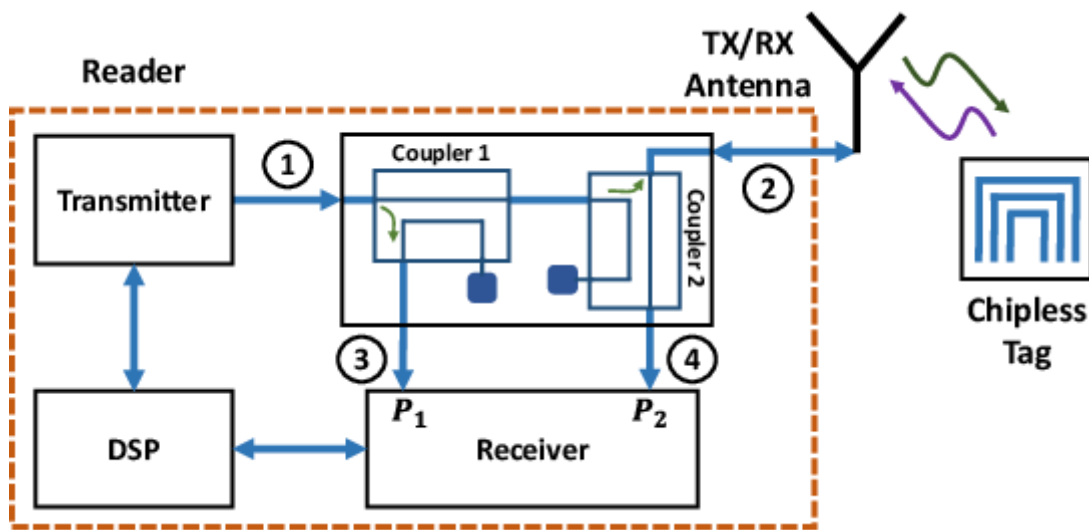 Reader
TX/RX
Antenna
Transmitter
1
Coupler 1
Coupler 2
2
Chipless
Tag
3
4
DSP
P₁
P₂
Receiver